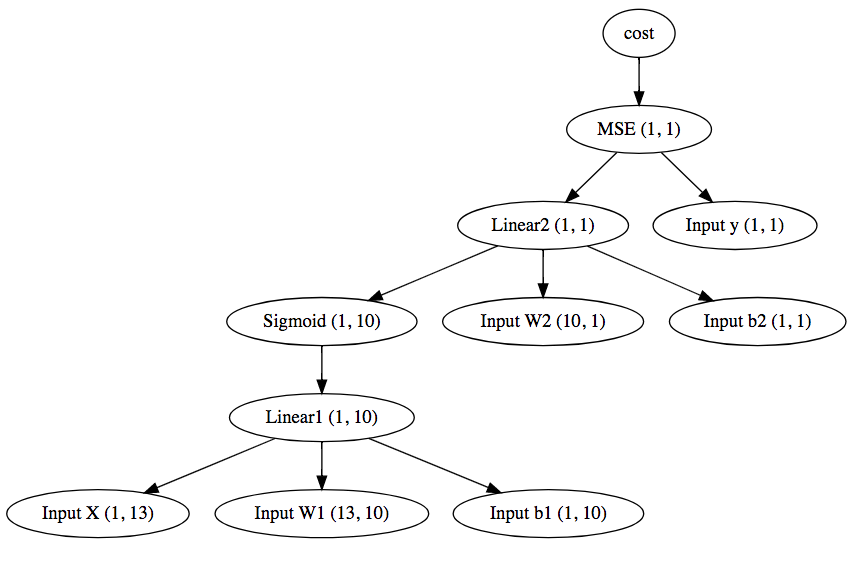 cost
MSE (1, 1)
Linear2 (1, 1)
Input y (1, 1)
Sigmoid (1, 10)
Input W2 (10, 1)
Input b2 (1, 1)
Linear1 (1, 10)
Input X (1, 13)
Input W1 (13, 10)
Input b1 (1, 10)